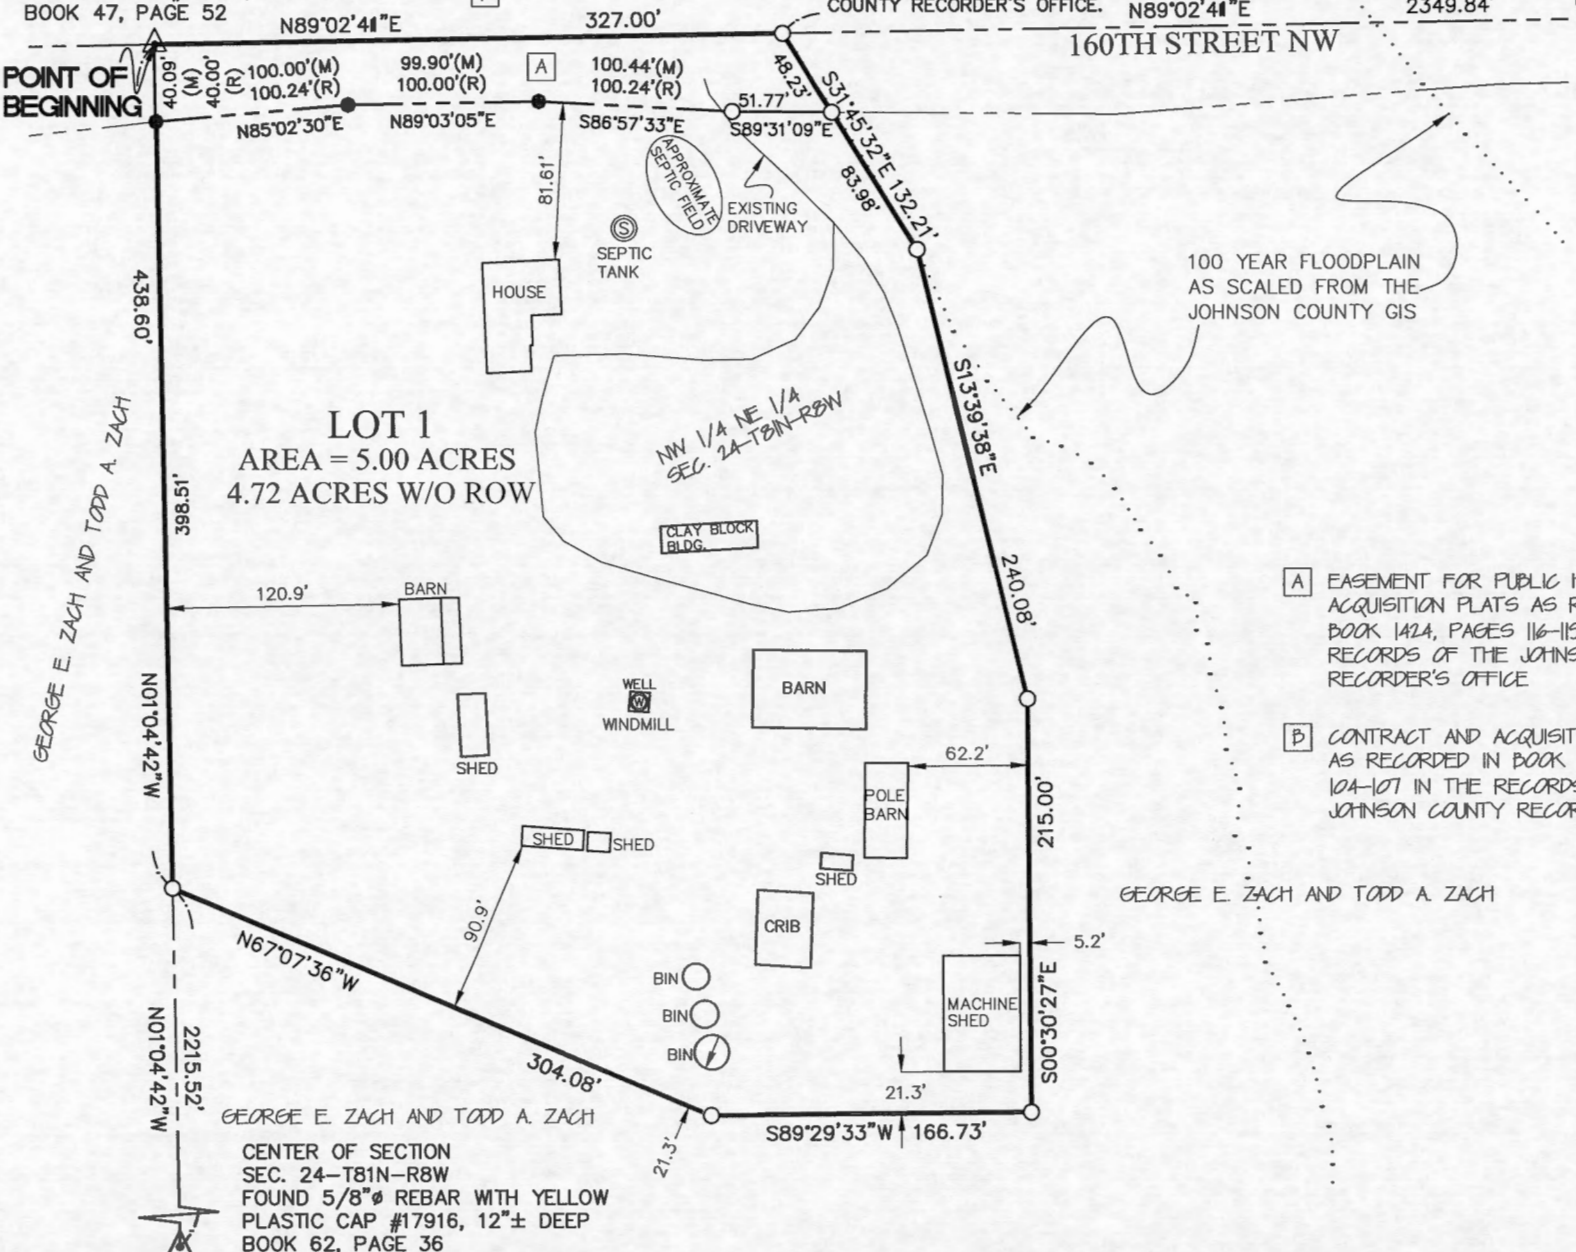 BOOK 47, PAGE 52
N89°02'41"E
327.00'
COUNTY RECORDER'S OFFICE.
N89°02'41"E
2349.84
160TH STREET NW
POINT OF
BEGINNING
40.09'
(M)
40.00'
(R)
100.00'(M)
100.24'(R)
99.90'(M)
100.00'(R)
A
100.44'(M)
100.24'(R)
51.77'
48.23'
S31°45'32"E 132.21'
83.98'
N85°02'30"E
N89°03'05"E
S86°57'33"E
S89°31'09"E
81.61'
APPROXIMATE
SEPTIC FIELD
EXISTING
DRIVEWAY
S
SEPTIC
TANK
HOUSE
100 YEAR FLOODPLAIN
AS SCALED FROM THE
JOHNSON COUNTY GIS
438.60'
398.51'
N01°04'42"W
GEORGE E. ZACH AND TODD A. ZACH
LOT 1
AREA = 5.00 ACRES
4.72 ACRES W/O ROW
NW 1/4 NE 1/4
SEC. 24-T81N-R8W
S13°39'38"E
240.08'
CLAY BLOCK
BLDG.
120.9'
BARN
BARN
WELL
W
WINDMILL
SHED
62.2'
POLE
BARN
215.00'
S00°30'27"E
SHED
SHED
SHED
90.9'
CRIB
5.2'
MACHINE
SHED
BIN
BIN
BIN
21.3'
N67°07'36"W
304.08'
21.3'
S89°29'33"W
166.73'
A
EASEMENT FOR PUBLIC
ACQUISITION PLATS AS
BOOK 1424, PAGES
RECORDS OF THE
RECORDER'S OFFICE
B
CONTRACT AND
AS RECORDED IN BOOK
104-107 IN THE
JOHNSON COUNTY
GEORGE E. ZACH AND TODD A. ZACH
N01°04'42"W
2215.52'
GEORGE E. ZACH AND TODD A. ZACH
CENTER OF SECTION
SEC. 24-T81N-R8W
FOUND 5/8"ø REBAR WITH YELLOW
PLASTIC CAP #17916, 12"± DEEP
BOOK 62, PAGE 36